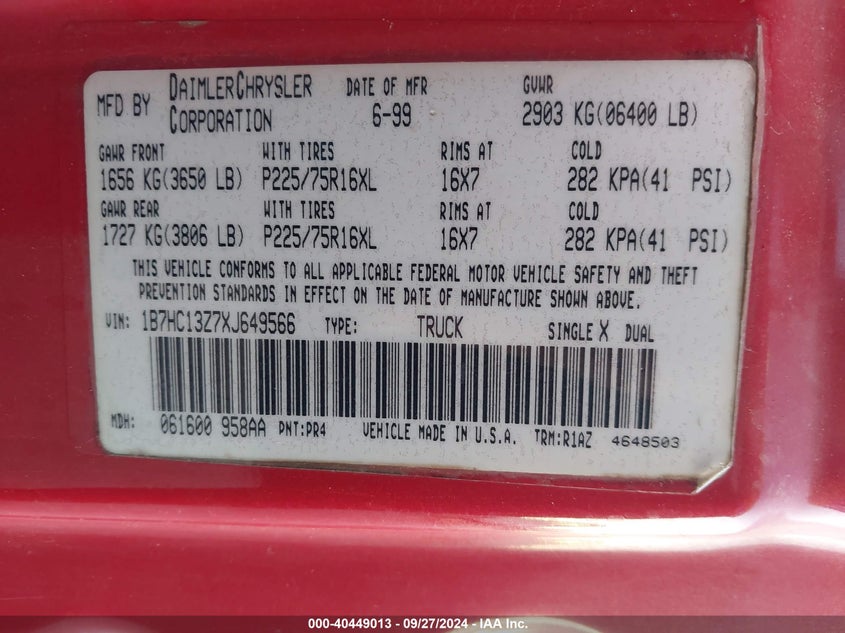 MFD BY DAIMLERCHRYSLER CORPORATION DATE OF MFR 6-99 GVWR 2903 KG(06400 LB)
GAWR FRONT WITH TIRES RIMS AT COLD
1656 KG(3650 LB) P225/75R16XL 16X7 282 KPA(41 PSI)
GAWR REAR WITH TIRES RIMS AT COLD
1727 KG(3806 LB) P225/75R16XL 16X7 282 KPA(41 PSI)
THIS VEHICLE CONFORMS TO ALL APPLICABLE FEDERAL MOTOR VEHICLE SAFETY AND THEFT
PREVENTION STANDARDS IN EFFECT ON THE DATE OF MANUFACTURE SHOWN ABOVE.
VIN: 1B7HC13Z7XJ649566 TYPE: TRUCK SINGLE X DUAL
MDH: 061600 958AA PNT:PR4 VEHICLE MADE IN U.S.A. TRM:R1AZ 4648503
000-40449013 - 09/27/2024 - IAA Inc.